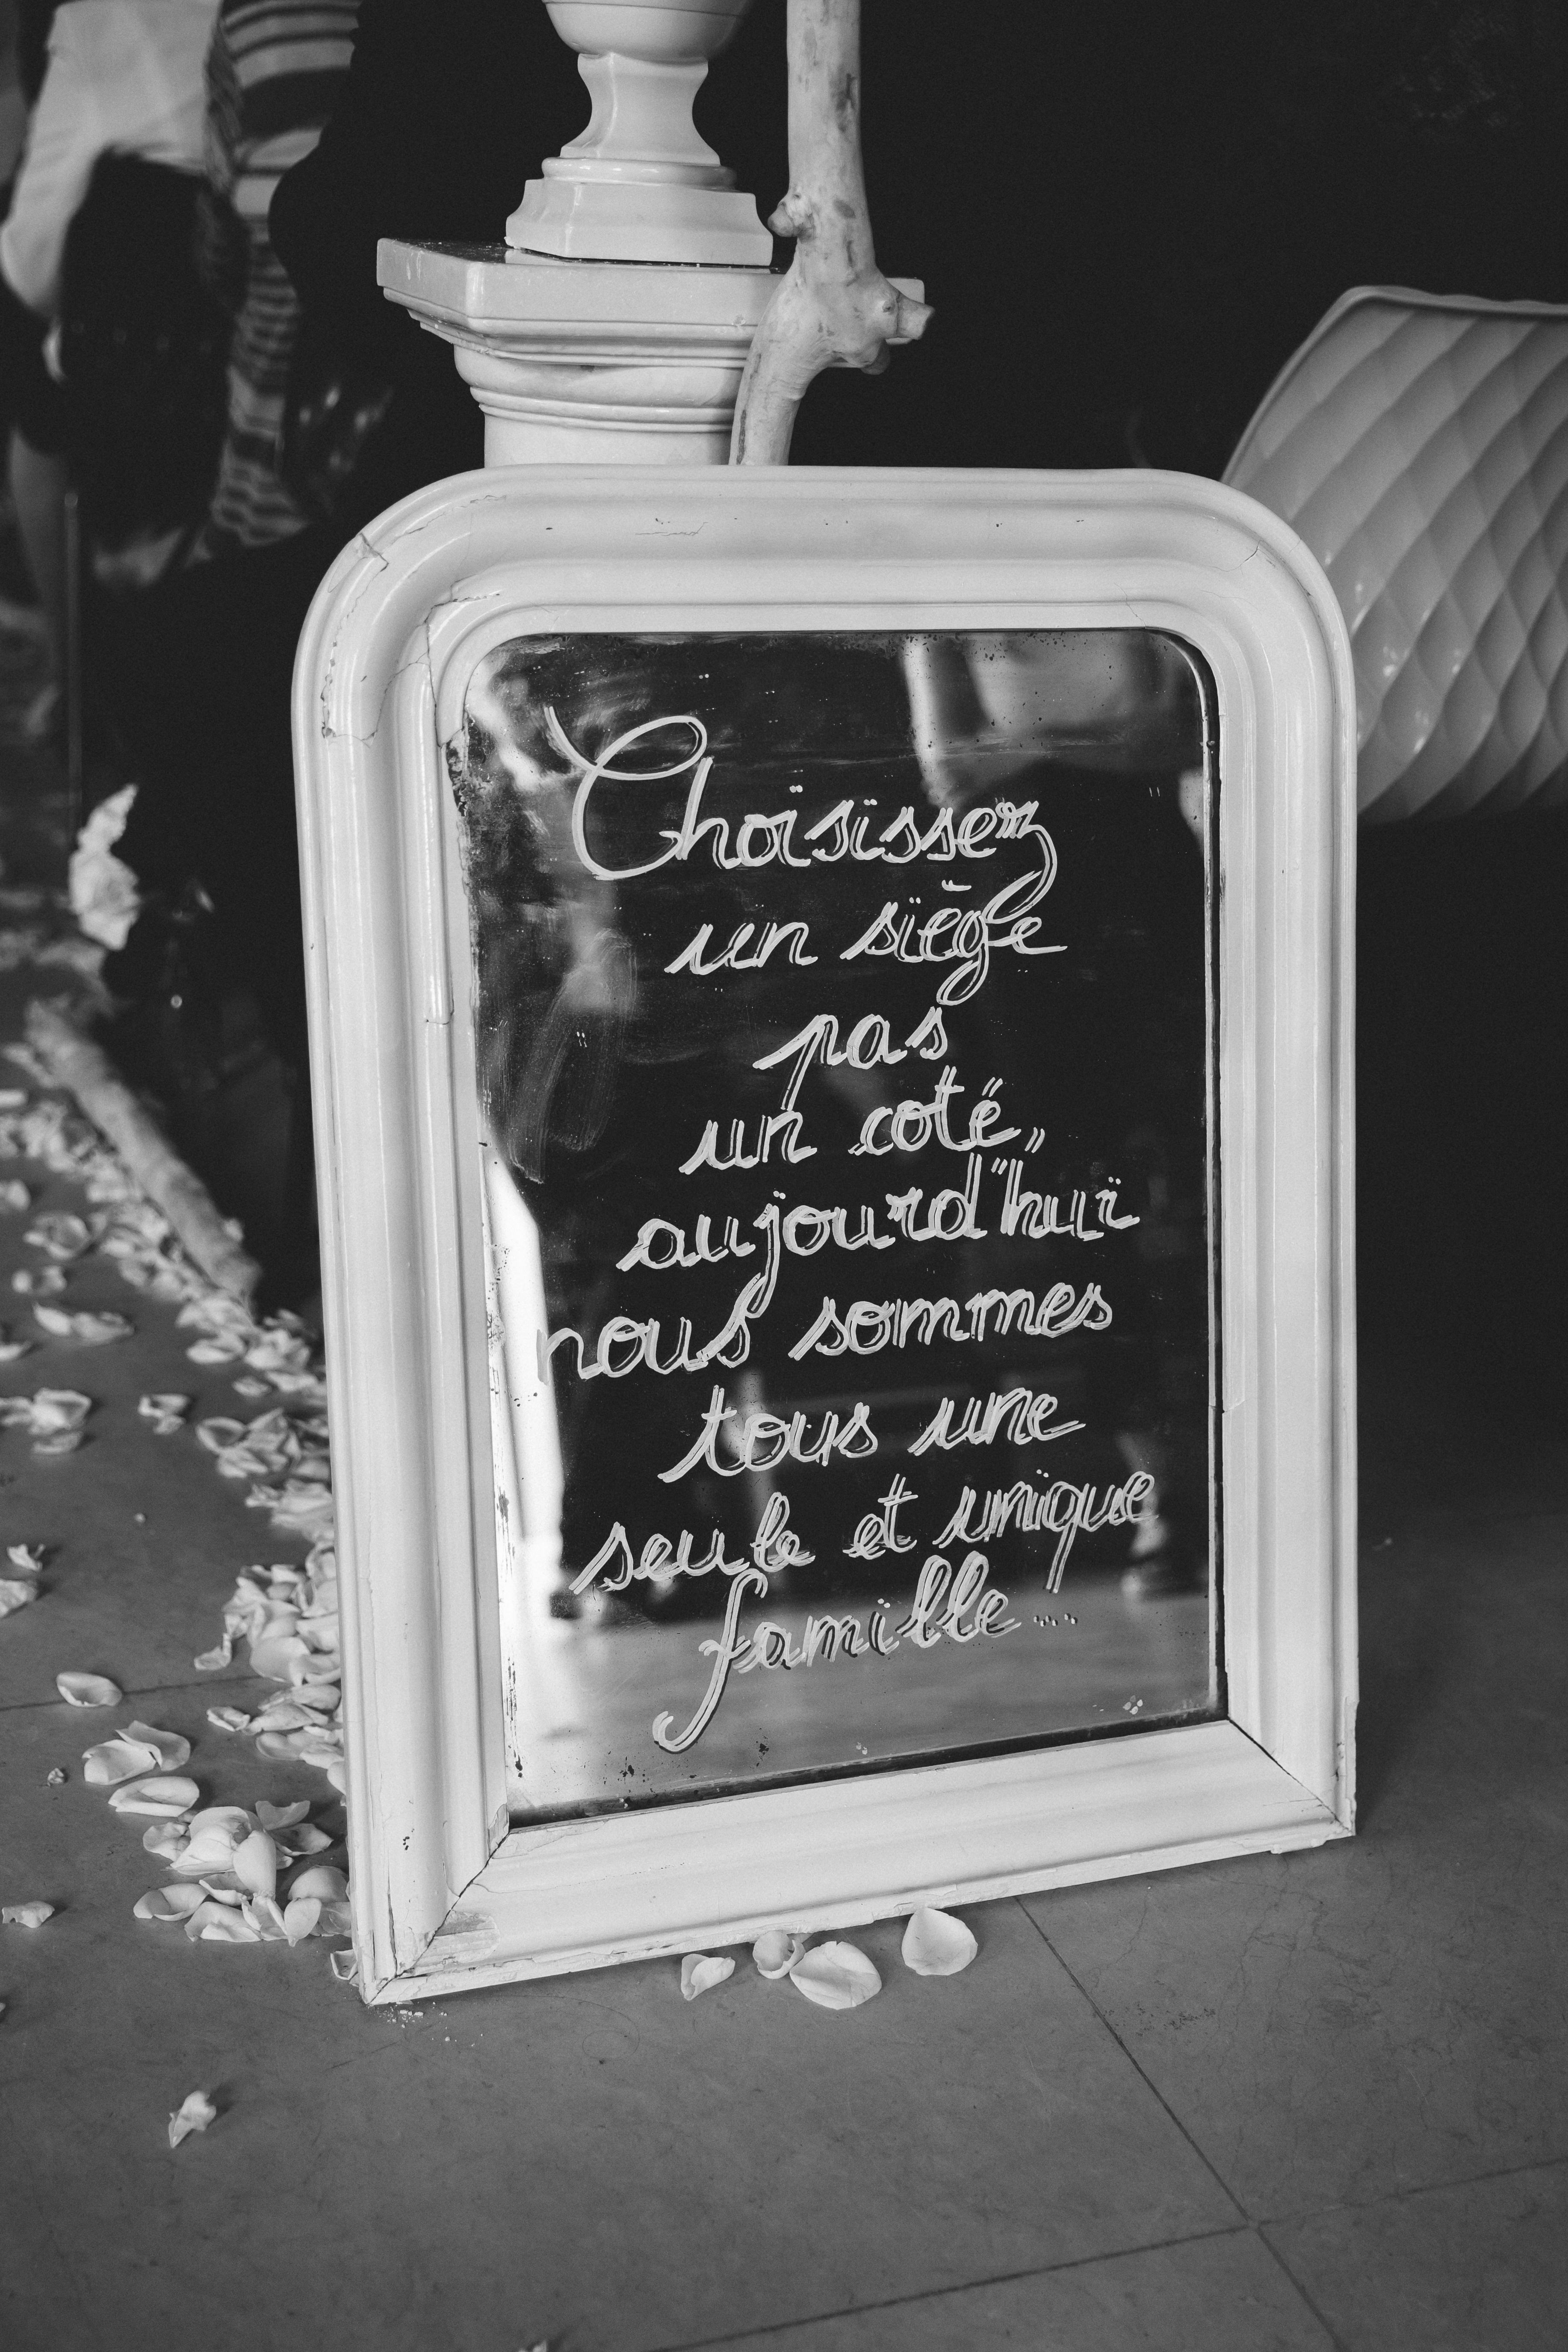 Choisissez
un siège
pas
un coté,
aujourd'hui
nous sommes
tous une
seule et unique
famille...